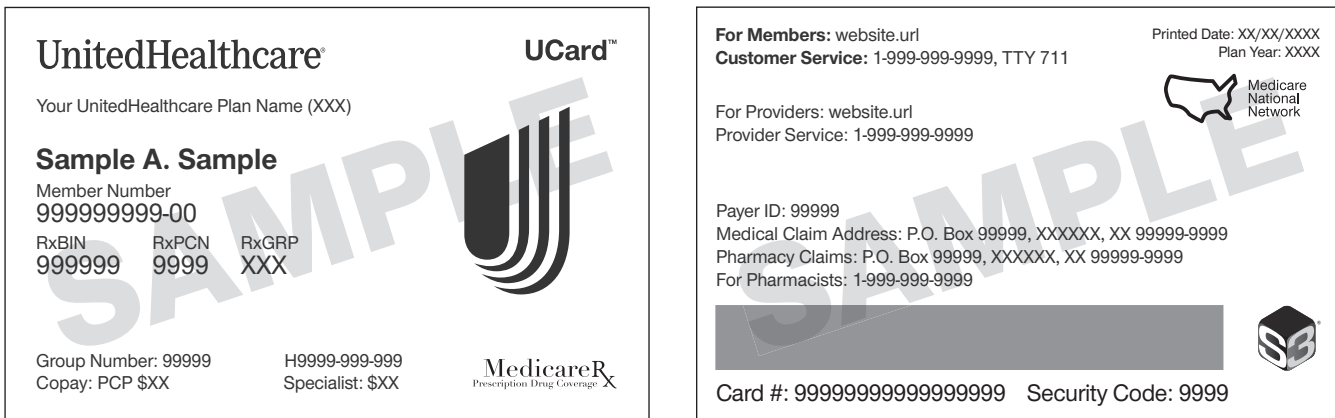 UnitedHealthcare®
UCard™
Your UnitedHealthcare Plan Name (XXX)
Sample A. Sample
Member Number
999999999-00
RxBIN RxPCN RxGRP
999999 9999 XXX
Group Number: 99999 H9999-999-999
Copay: PCP $XX Specialist: $XX
MedicareRx
Prescription Drug Coverage
SAMPLE
For Members: website.url
Customer Service: 1-999-999-9999, TTY 711
Printed Date: XX/XX/XXXX
Plan Year: XXXX
Medicare
National
Network
For Providers: website.url
Provider Service: 1-999-999-9999
Payer ID: 99999
Medical Claim Address: P.O. Box 99999, XXXXXX, XX 99999-9999
Pharmacy Claims: P.O. Box 99999, XXXXXX, XX 99999-9999
For Pharmacists: 1-999-999-9999
S3®
Card #: 99999999999999999 Security Code: 9999
SAMPLE